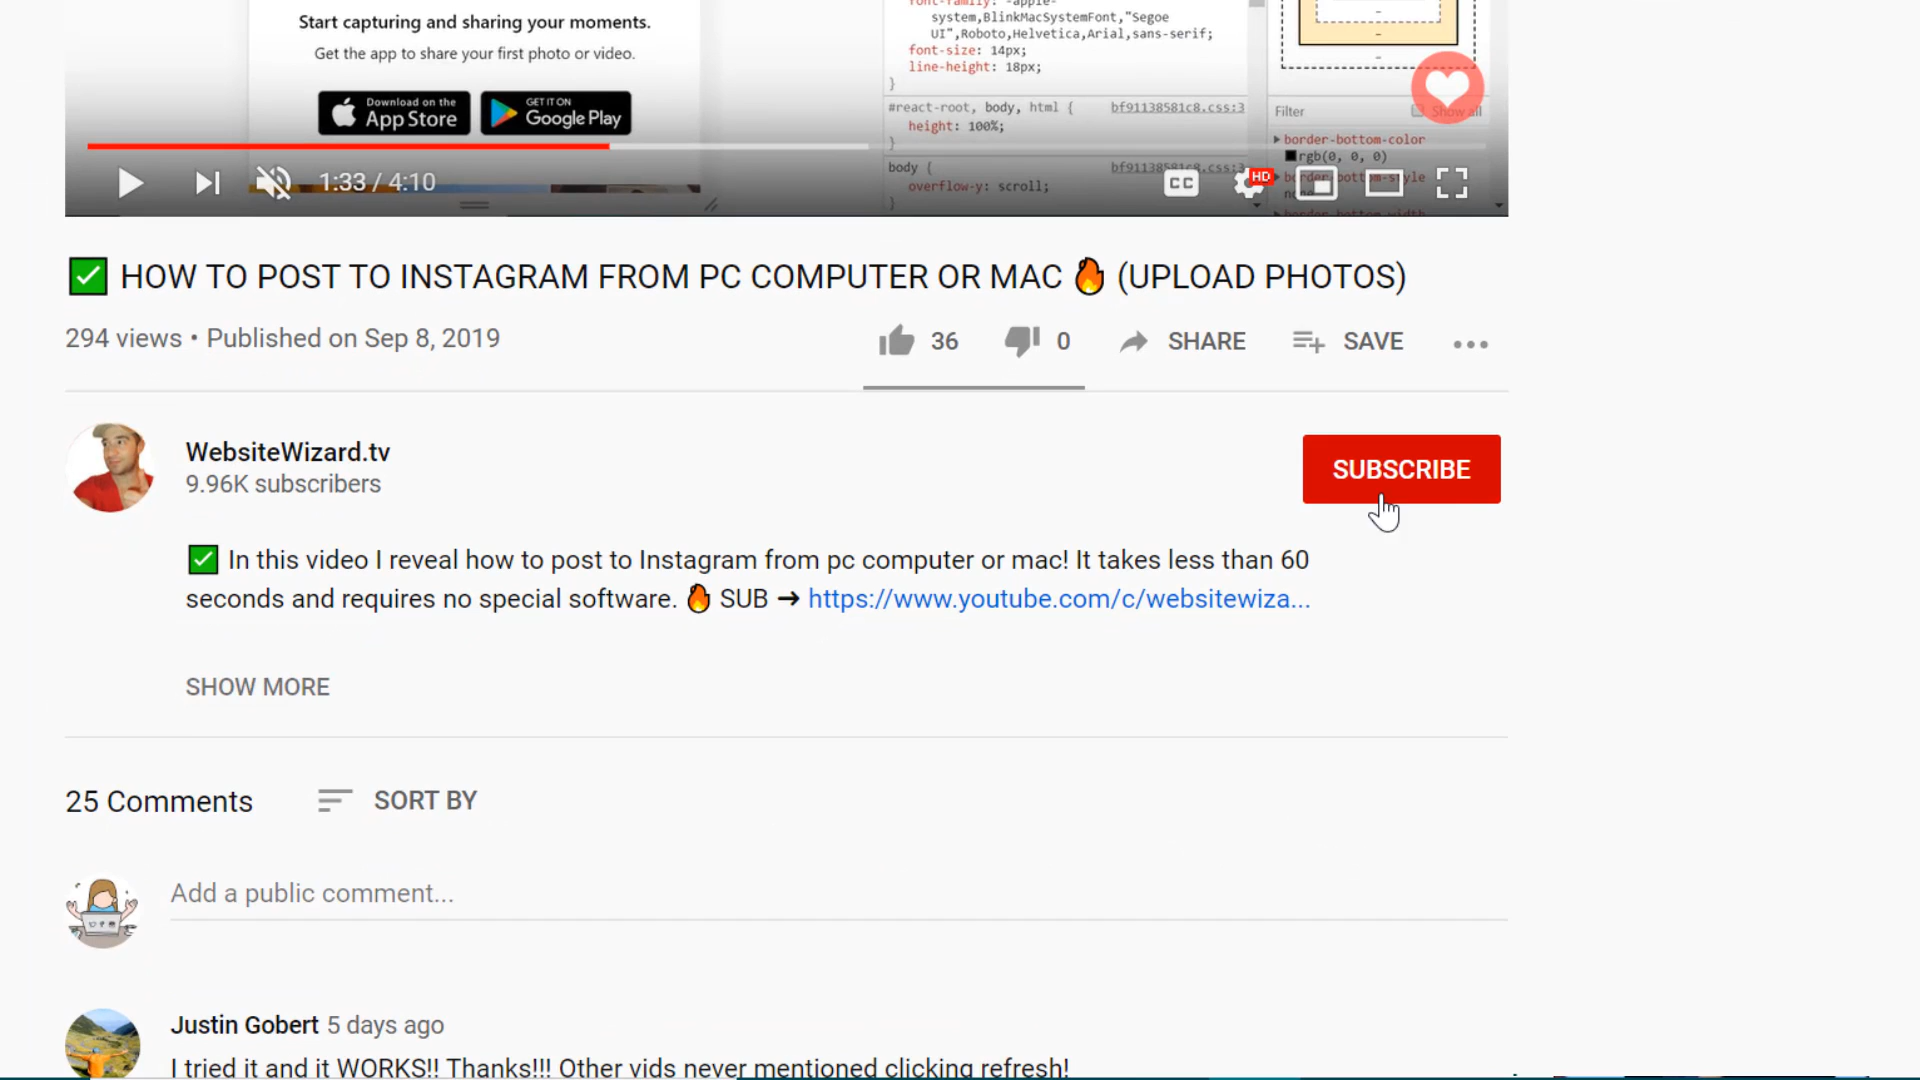 Start capturing and sharing your moments.
Get the app to share your first photo or video.
Download on the
App Store
GET IT ON
Google Play
system,BlinkMacSystemFont,"Segoe
UI",Roboto,Helvetica,Arial,sans-serif;
font-size: 14px;
line-height: 18px;
}
#react-root, body, html { bf91138581c8.css:3
height: 100%;
}
body { bf91138581c8.css:3
overflow-y: scroll;
}
Filter Show all
border-bottom-color
rgb(0, 0, 0)
border-bottom-style
border-bottom-width
1:33 / 4:10
CC
HD
✅ HOW TO POST TO INSTAGRAM FROM PC COMPUTER OR MAC 🔥 (UPLOAD PHOTOS)
294 views • Published on Sep 8, 2019
36 0 SHARE SAVE ...
WebsiteWizard.tv
9.96K subscribers
SUBSCRIBE
✅ In this video I reveal how to post to Instagram from pc computer or mac! It takes less than 60
seconds and requires no special software. 🔥 SUB ➞ https://www.youtube.com/c/websitewiza...
SHOW MORE
25 Comments SORT BY
Add a public comment...
Justin Gobert 5 days ago
I tried it and it WORKS!! Thanks!!! Other vids never mentioned clicking refresh!